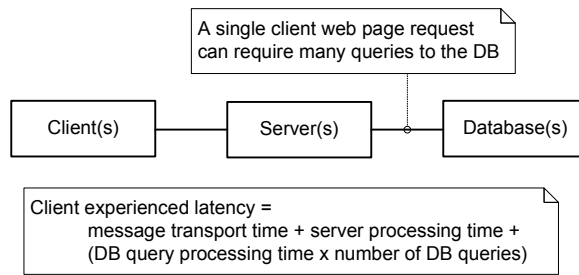 A single client web page request
can require many queries to the DB
Client(s)
Server(s)
Database(s)
Client experienced latency =
message transport time + server processing time +
(DB query processing time x number of DB queries)